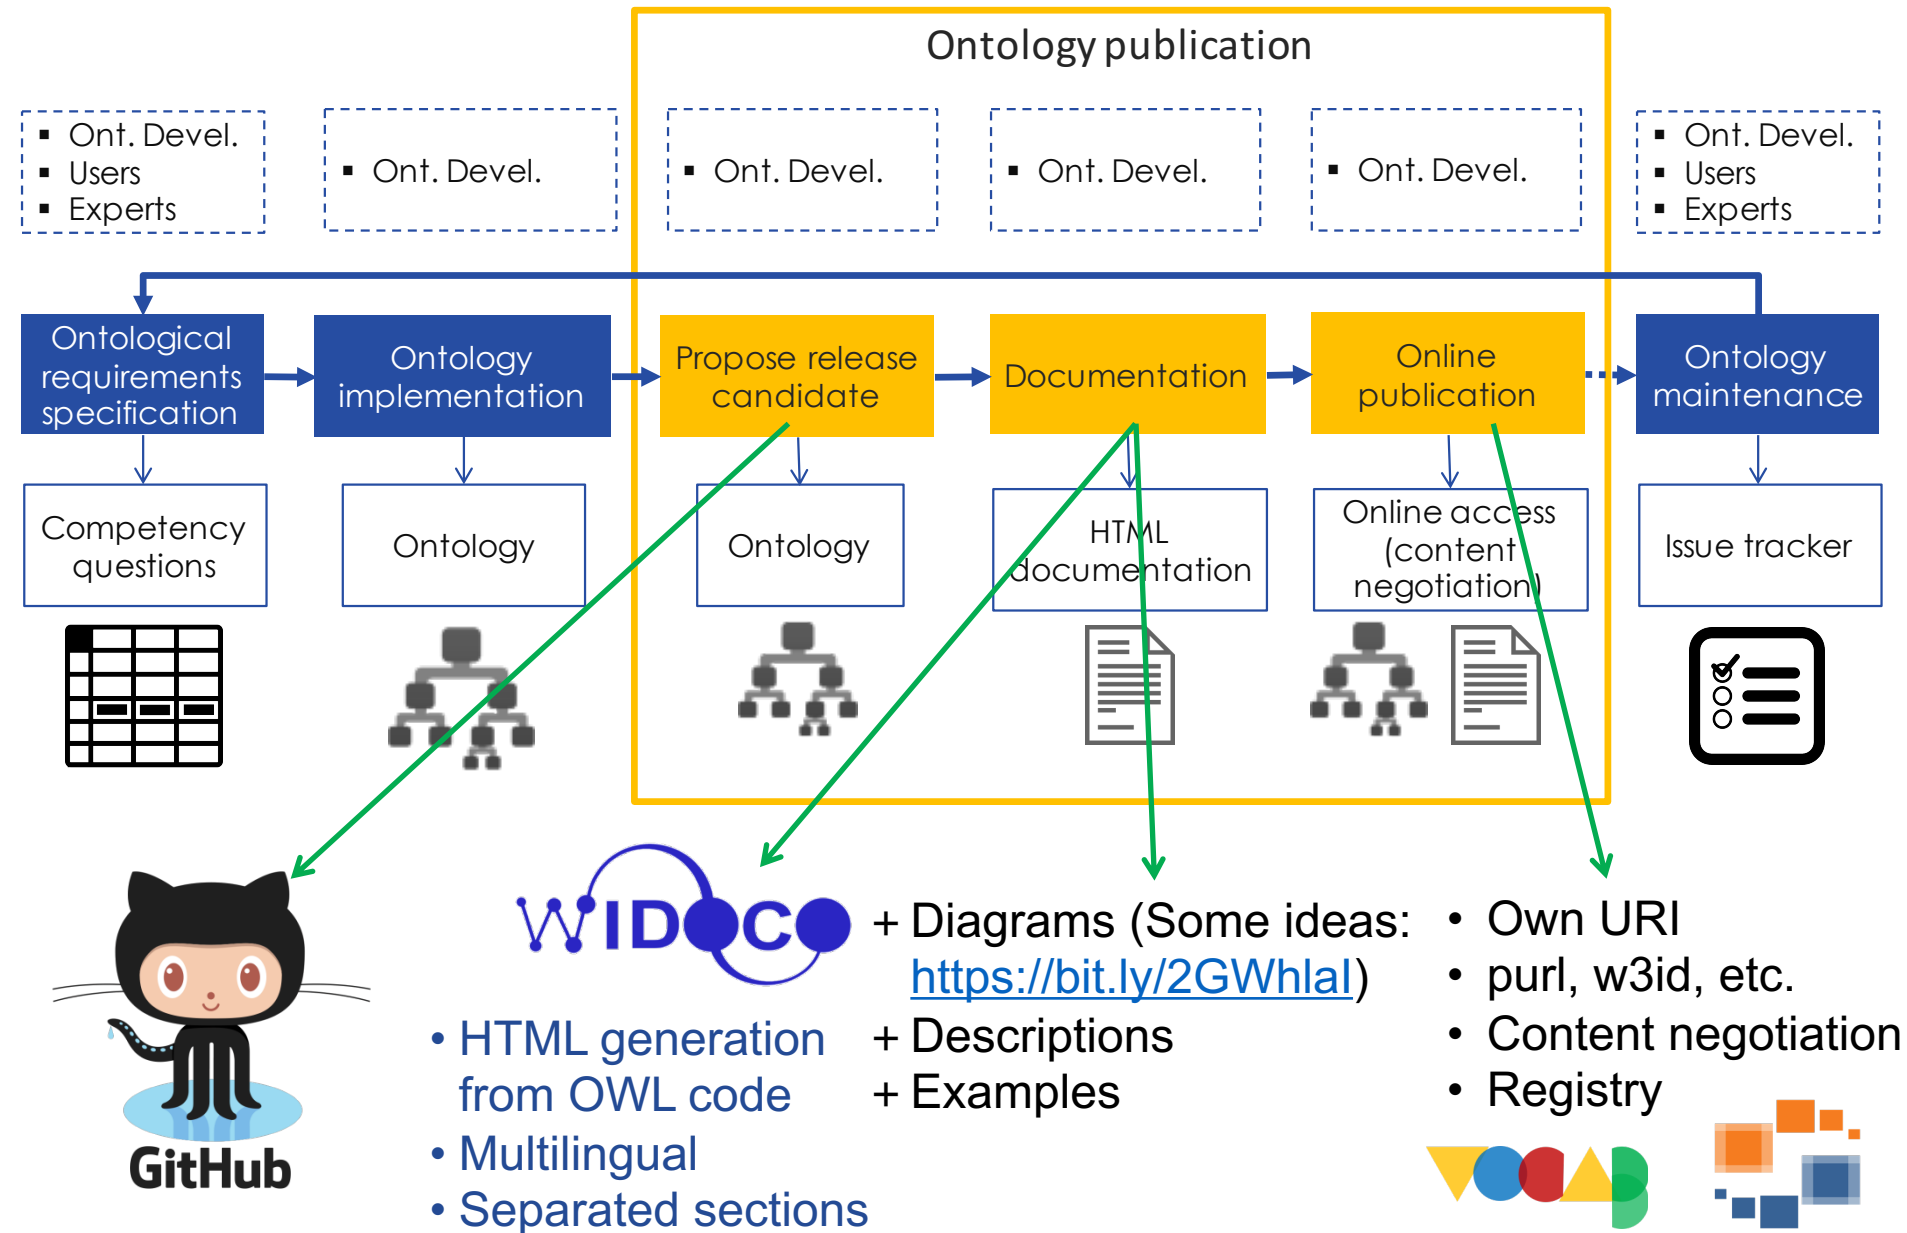 Ontology publication
▪ Ont. Devel.
▪ Users
▪ Experts
▪ Ont. Devel.
▪ Ont. Devel.
▪ Ont. Devel.
▪ Ont. Devel.
▪ Ont. Devel.
▪ Users
▪ Experts
Ontological
requirements
specification
Ontology
implementation
Propose release
candidate
Documentation
Online
publication
Ontology
maintenance
Competency
questions
Ontology
Ontology
HTML
documentation
Online access
(content
negotiation)
Issue tracker
GitHub
WIDOCO
• HTML generation
from OWL code
• Multilingual
• Separated sections
+ Diagrams (Some ideas:
https://bit.ly/2GWhlaI)
+ Descriptions
+ Examples
• Own URI
• purl, w3id, etc.
• Content negotiation
• Registry
VOCAB